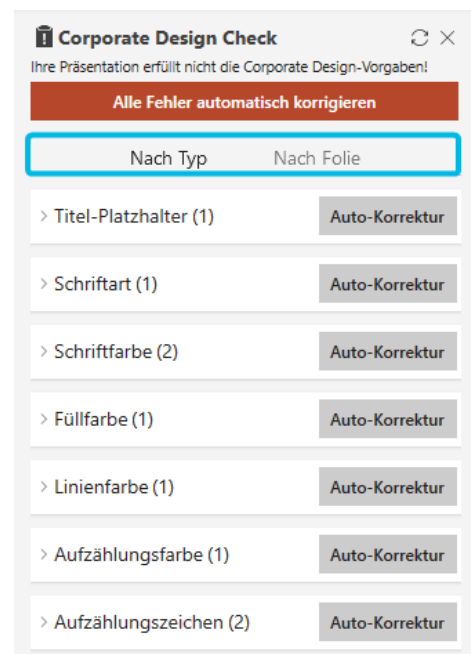 Corporate Design Check
Ihre Präsentation erfüllt nicht die Corporate Design-Vorgaben!
Alle Fehler automatisch korrigieren
Nach Typ Nach Folie
Titel-Platzhalter (1) Auto-Korrektur
Schriftart (1) Auto-Korrektur
Schriftfarbe (2) Auto-Korrektur
Füllfarbe (1) Auto-Korrektur
Linienfarbe (1) Auto-Korrektur
Aufzählungsfarbe (1) Auto-Korrektur
Aufzählungszeichen (2) Auto-Korrektur